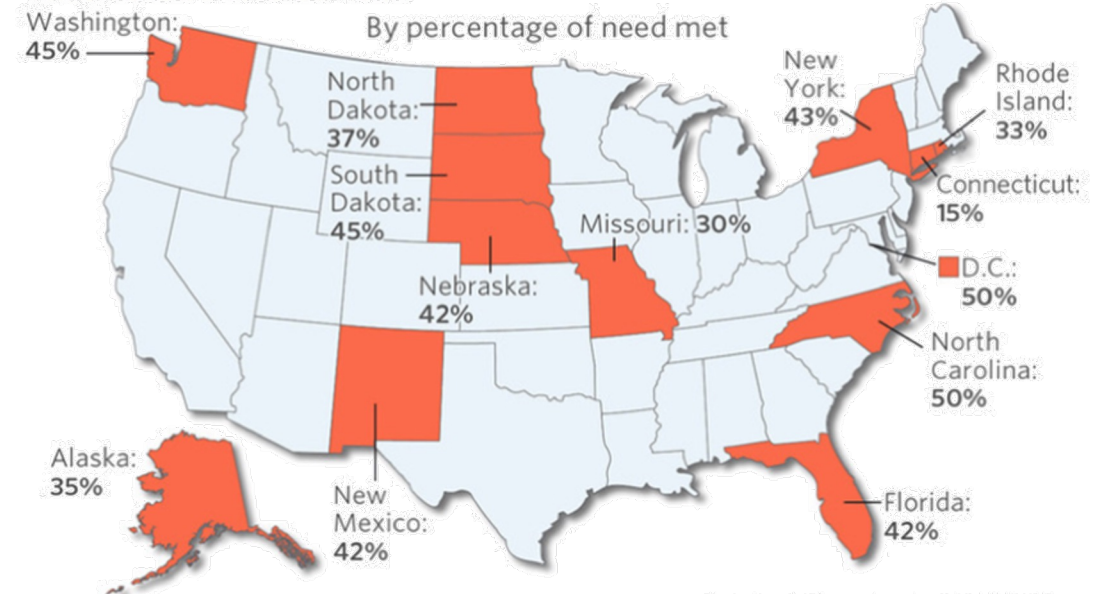 By percentage of need met
Washington:
45%
North
Dakota:
37%
South
Dakota:
45%
Nebraska:
42%
Missouri: 30%
New
York:
43%
Rhode
Island:
33%
Connecticut:
15%
D.C.:
50%
North
Carolina:
50%
Florida:
42%
New
Mexico:
42%
Alaska:
35%